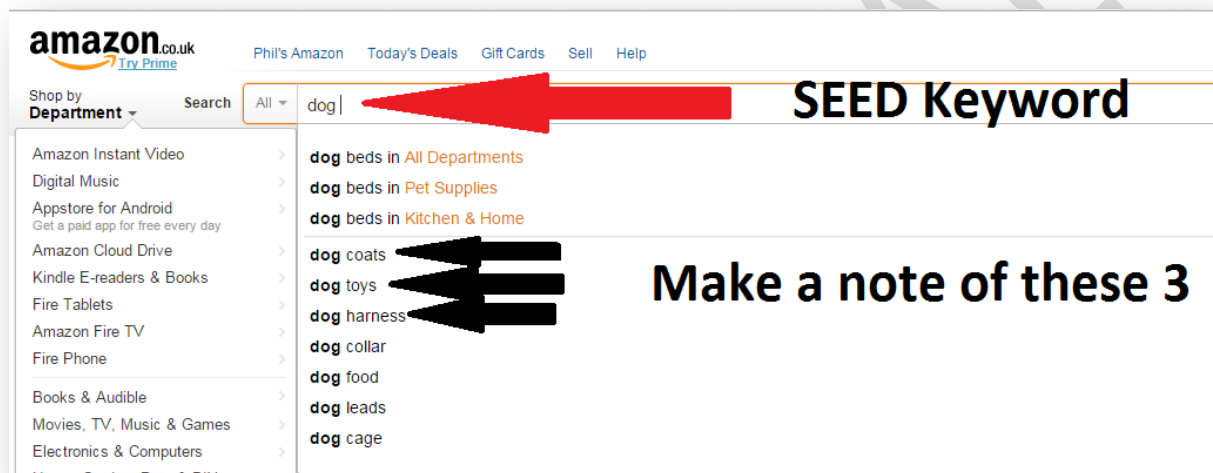 amazon.co.uk
Try Prime
Phil's Amazon Today's Deals Gift Cards Sell Help
Shop by
Department
Search All dog
SEED Keyword
Amazon Instant Video
Digital Music
Appstore for Android
Get a paid app for free every day
Amazon Cloud Drive
Kindle E-readers & Books
Fire Tablets
Amazon Fire TV
Fire Phone
Books & Audible
Movies, TV, Music & Games
Electronics & Computers
dog beds in All Departments
dog beds in Pet Supplies
dog beds in Kitchen & Home
dog coats
dog toys
dog harness
dog collar
dog food
dog leads
dog cage
Make a note of these 3